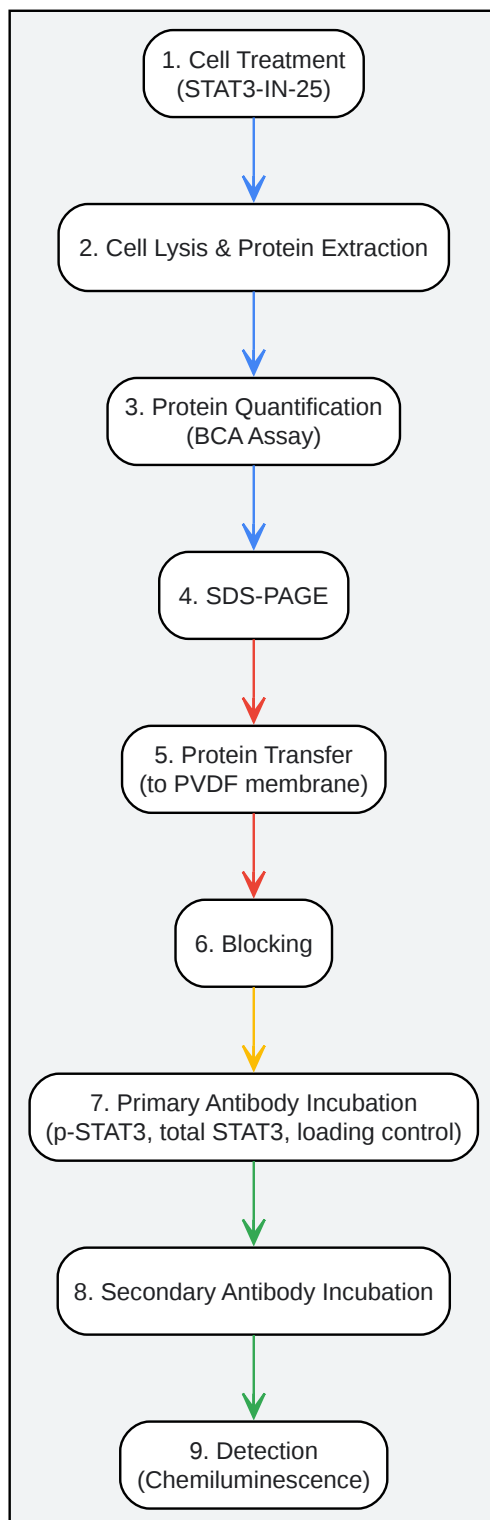 1. Cell Treatment
(STAT3-IN-25)
2. Cell Lysis & Protein Extraction
3. Protein Quantification
(BCA Assay)
4. SDS-PAGE
5. Protein Transfer
(to PVDF membrane)
6. Blocking
7. Primary Antibody Incubation
(p-STAT3, total STAT3, loading control)
8. Secondary Antibody Incubation
9. Detection
(Chemiluminescence)